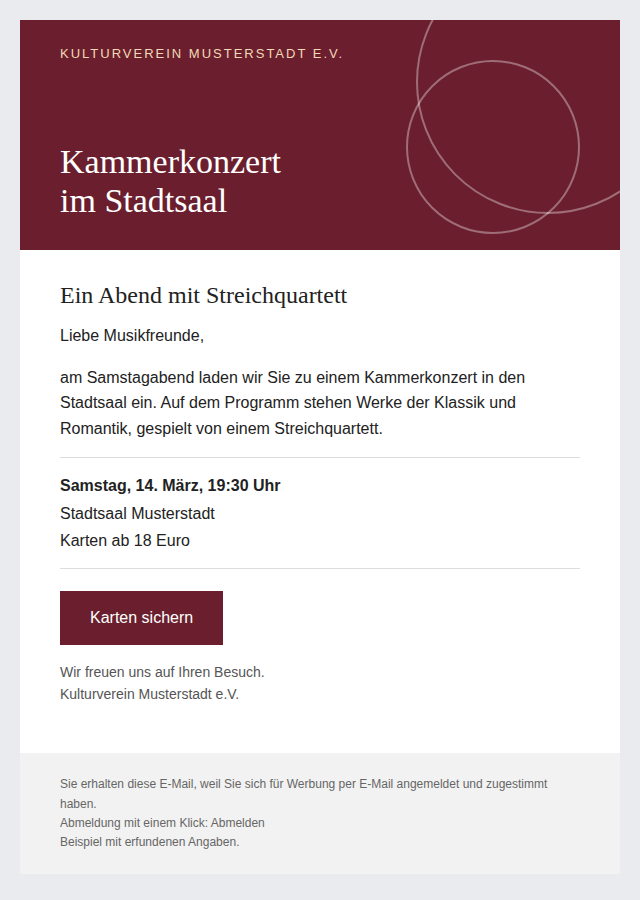 KULTURVEREIN MUSTERSTADT E.V.
Kammerkonzert
im Stadtsaal
Ein Abend mit Streichquartett
Liebe Musikfreunde,
am Samstagabend laden wir Sie zu einem Kammerkonzert in den
Stadtsaal ein. Auf dem Programm stehen Werke der Klassik und
Romantik, gespielt von einem Streichquartett.
Samstag, 14. März, 19:30 Uhr
Stadtsaal Musterstadt
Karten ab 18 Euro
Karten sichern
Wir freuen uns auf Ihren Besuch.
Kulturverein Musterstadt e.V.
Sie erhalten diese E-Mail, weil Sie sich für Werbung per E-Mail angemeldet und zugestimmt
haben.
Abmeldung mit einem Klick: Abmelden
Beispiel mit erfundenen Angaben.